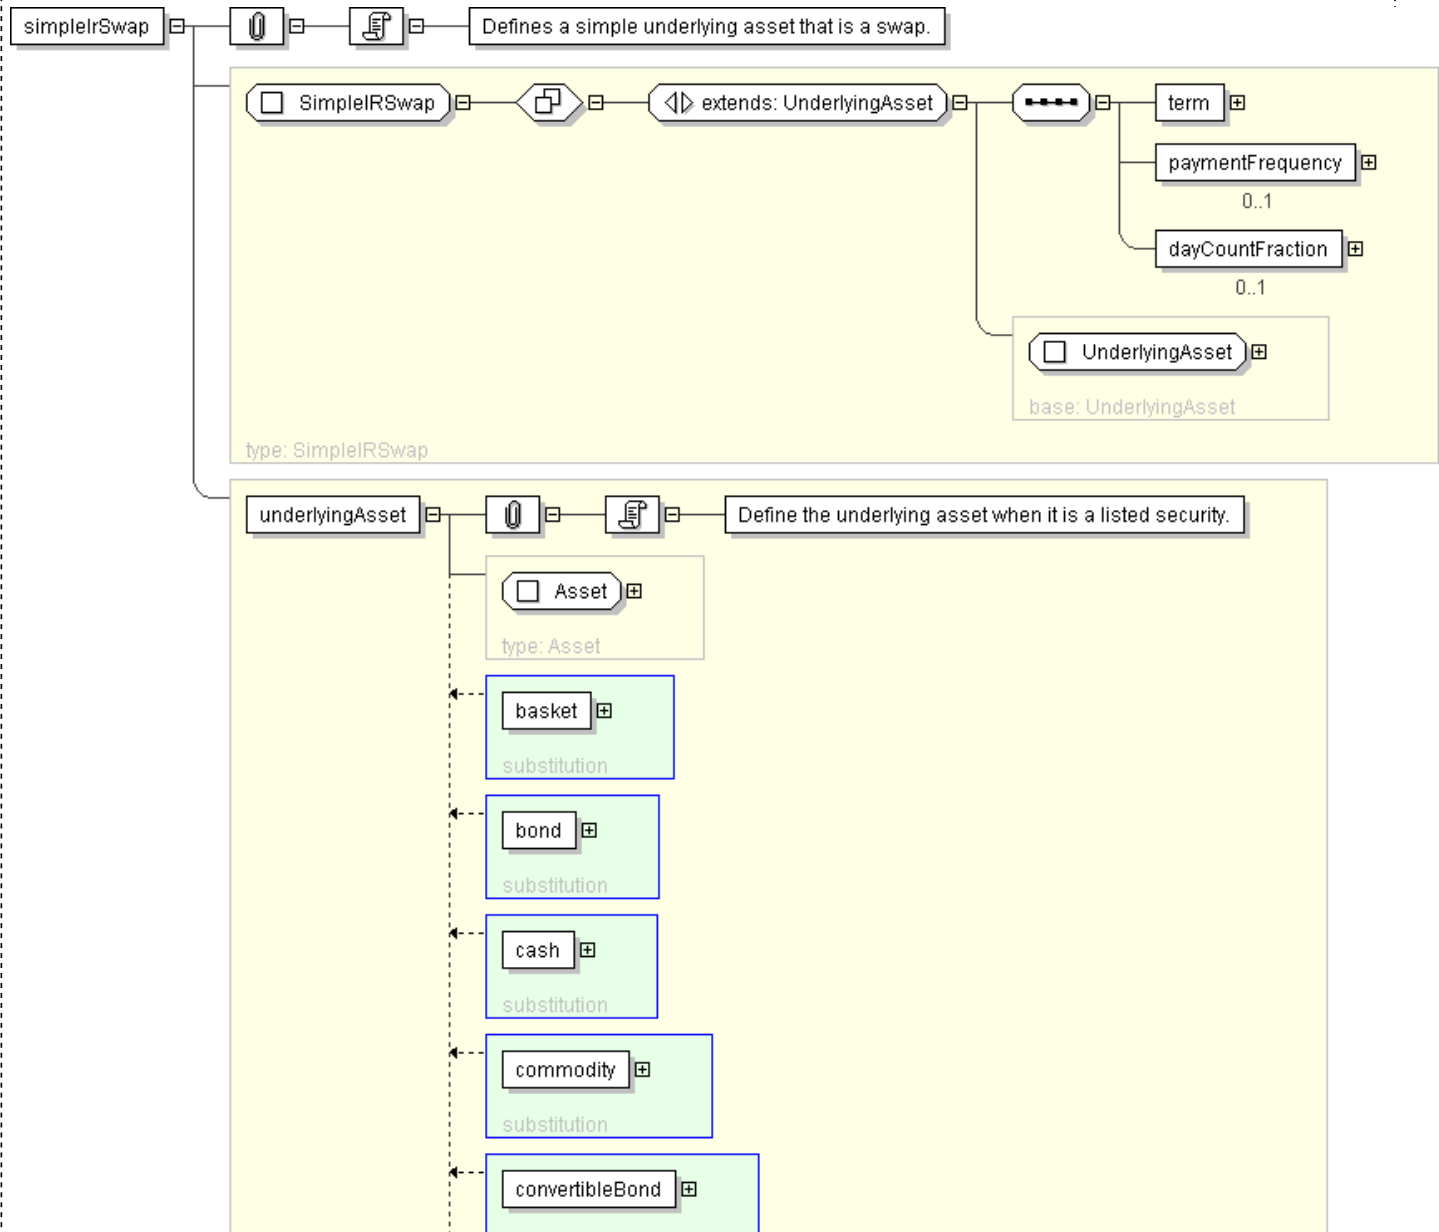 simpleIrSwap
Defines a simple underlying asset that is a swap.
SimpleIRSwap
extends: UnderlyingAsset
term
paymentFrequency
0..1
dayCountFraction
0..1
UnderlyingAsset
base: UnderlyingAsset
type: SimpleIRSwap
underlyingAsset
Define the underlying asset when it is a listed security.
Asset
type: Asset
basket
substitution
bond
substitution
cash
substitution
commodity
substitution
convertibleBond